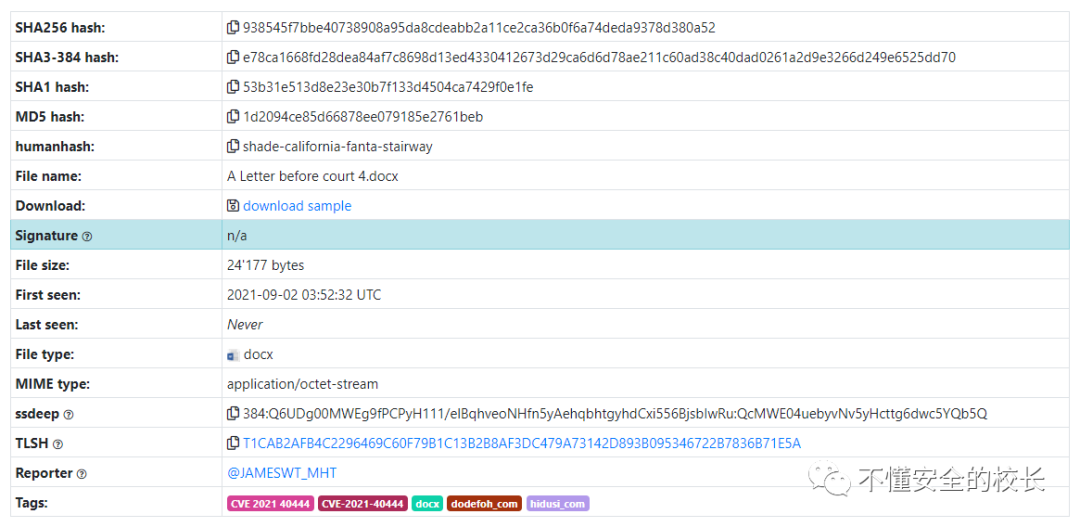 SHA256 hash: 938545f7bbe40738908a95da8cdeabb2a11ce2ca36b0f6a74deda9378d380a52
SHA3-384 hash: e78ca1668fd28dea84af7c8698d13ed4330412673d29ca6d6d78ae211c60ad38c40dad0261a2d9e3266d249e6525dd70
SHA1 hash: 53b31e513d8e23e30b7f133d4504ca7429f0e1fe
MD5 hash: 1d2094ce85d66878ee079185e2761beb
humanhash: shade-california-fanta-stairway
File name: A Letter before court 4.docx
Download: download sample
Signature n/a
File size: 24'177 bytes
First seen: 2021-09-02 03:52:32 UTC
Last seen: Never
File type: docx
MIME type: application/octet-stream
ssdeep 384:Q6UDg00MWEg9fPCPyH111/eIBqhveoNHfn5yAehqbhtgyhdCxi556BjsbIwRu:QcMWE04uebyvNv5yHcttg6dwc5YQb5Q
TLSH T1CAB2AFB4C2296469C60F79B1C13B2B8AF3DC479A73142D893B095346722B7836B71E5A
Reporter @JAMESWT_MHT
不懂安全的校长
Tags: CVE 2021 40444 CVE-2021-40444 docx dodefoh_com hidusi_com